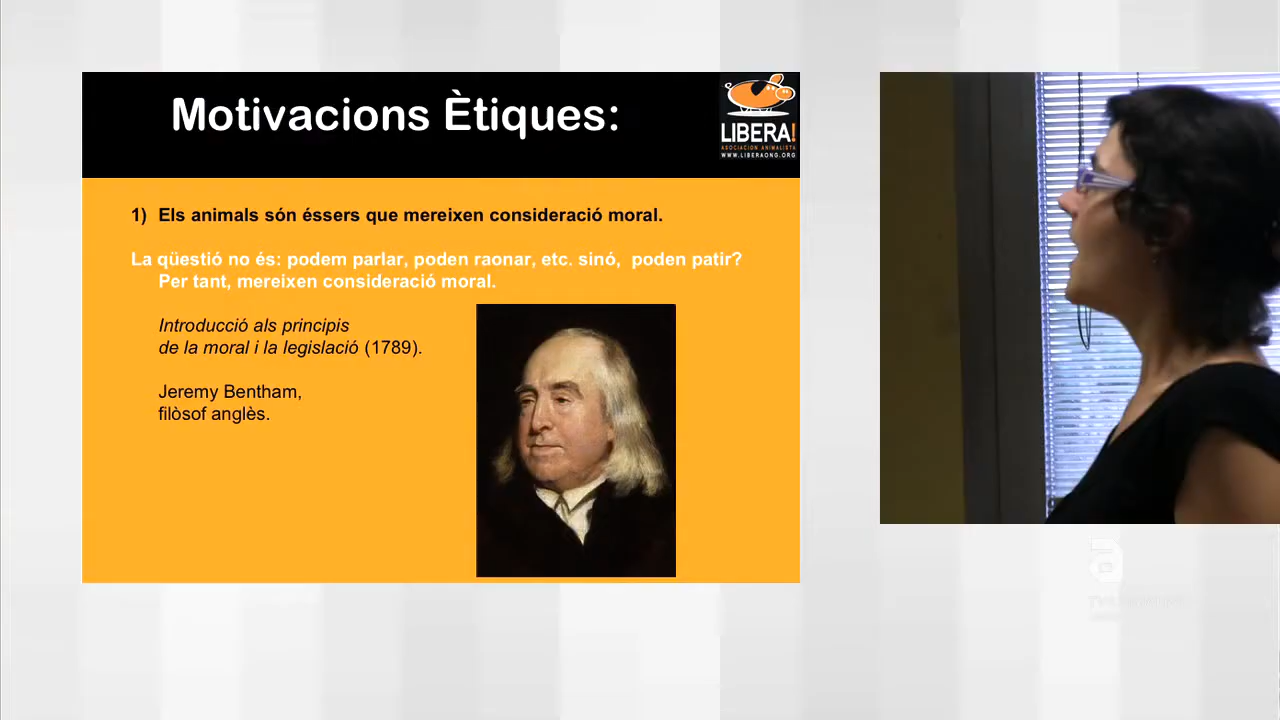 Motivacions Ètiques:
LIBERA!
ASOCIACION ANIMALISTA
WWW.LIBERAONG.ORG
1) Els animals són éssers que mereixen consideració moral.
La qüestió no és: podem parlar, poden raonar, etc. sinó, poden patir?
Per tant, mereixen consideració moral.
Introducció als principis
de la moral i la legislació (1789).
Jeremy Bentham,
filòsof anglès.